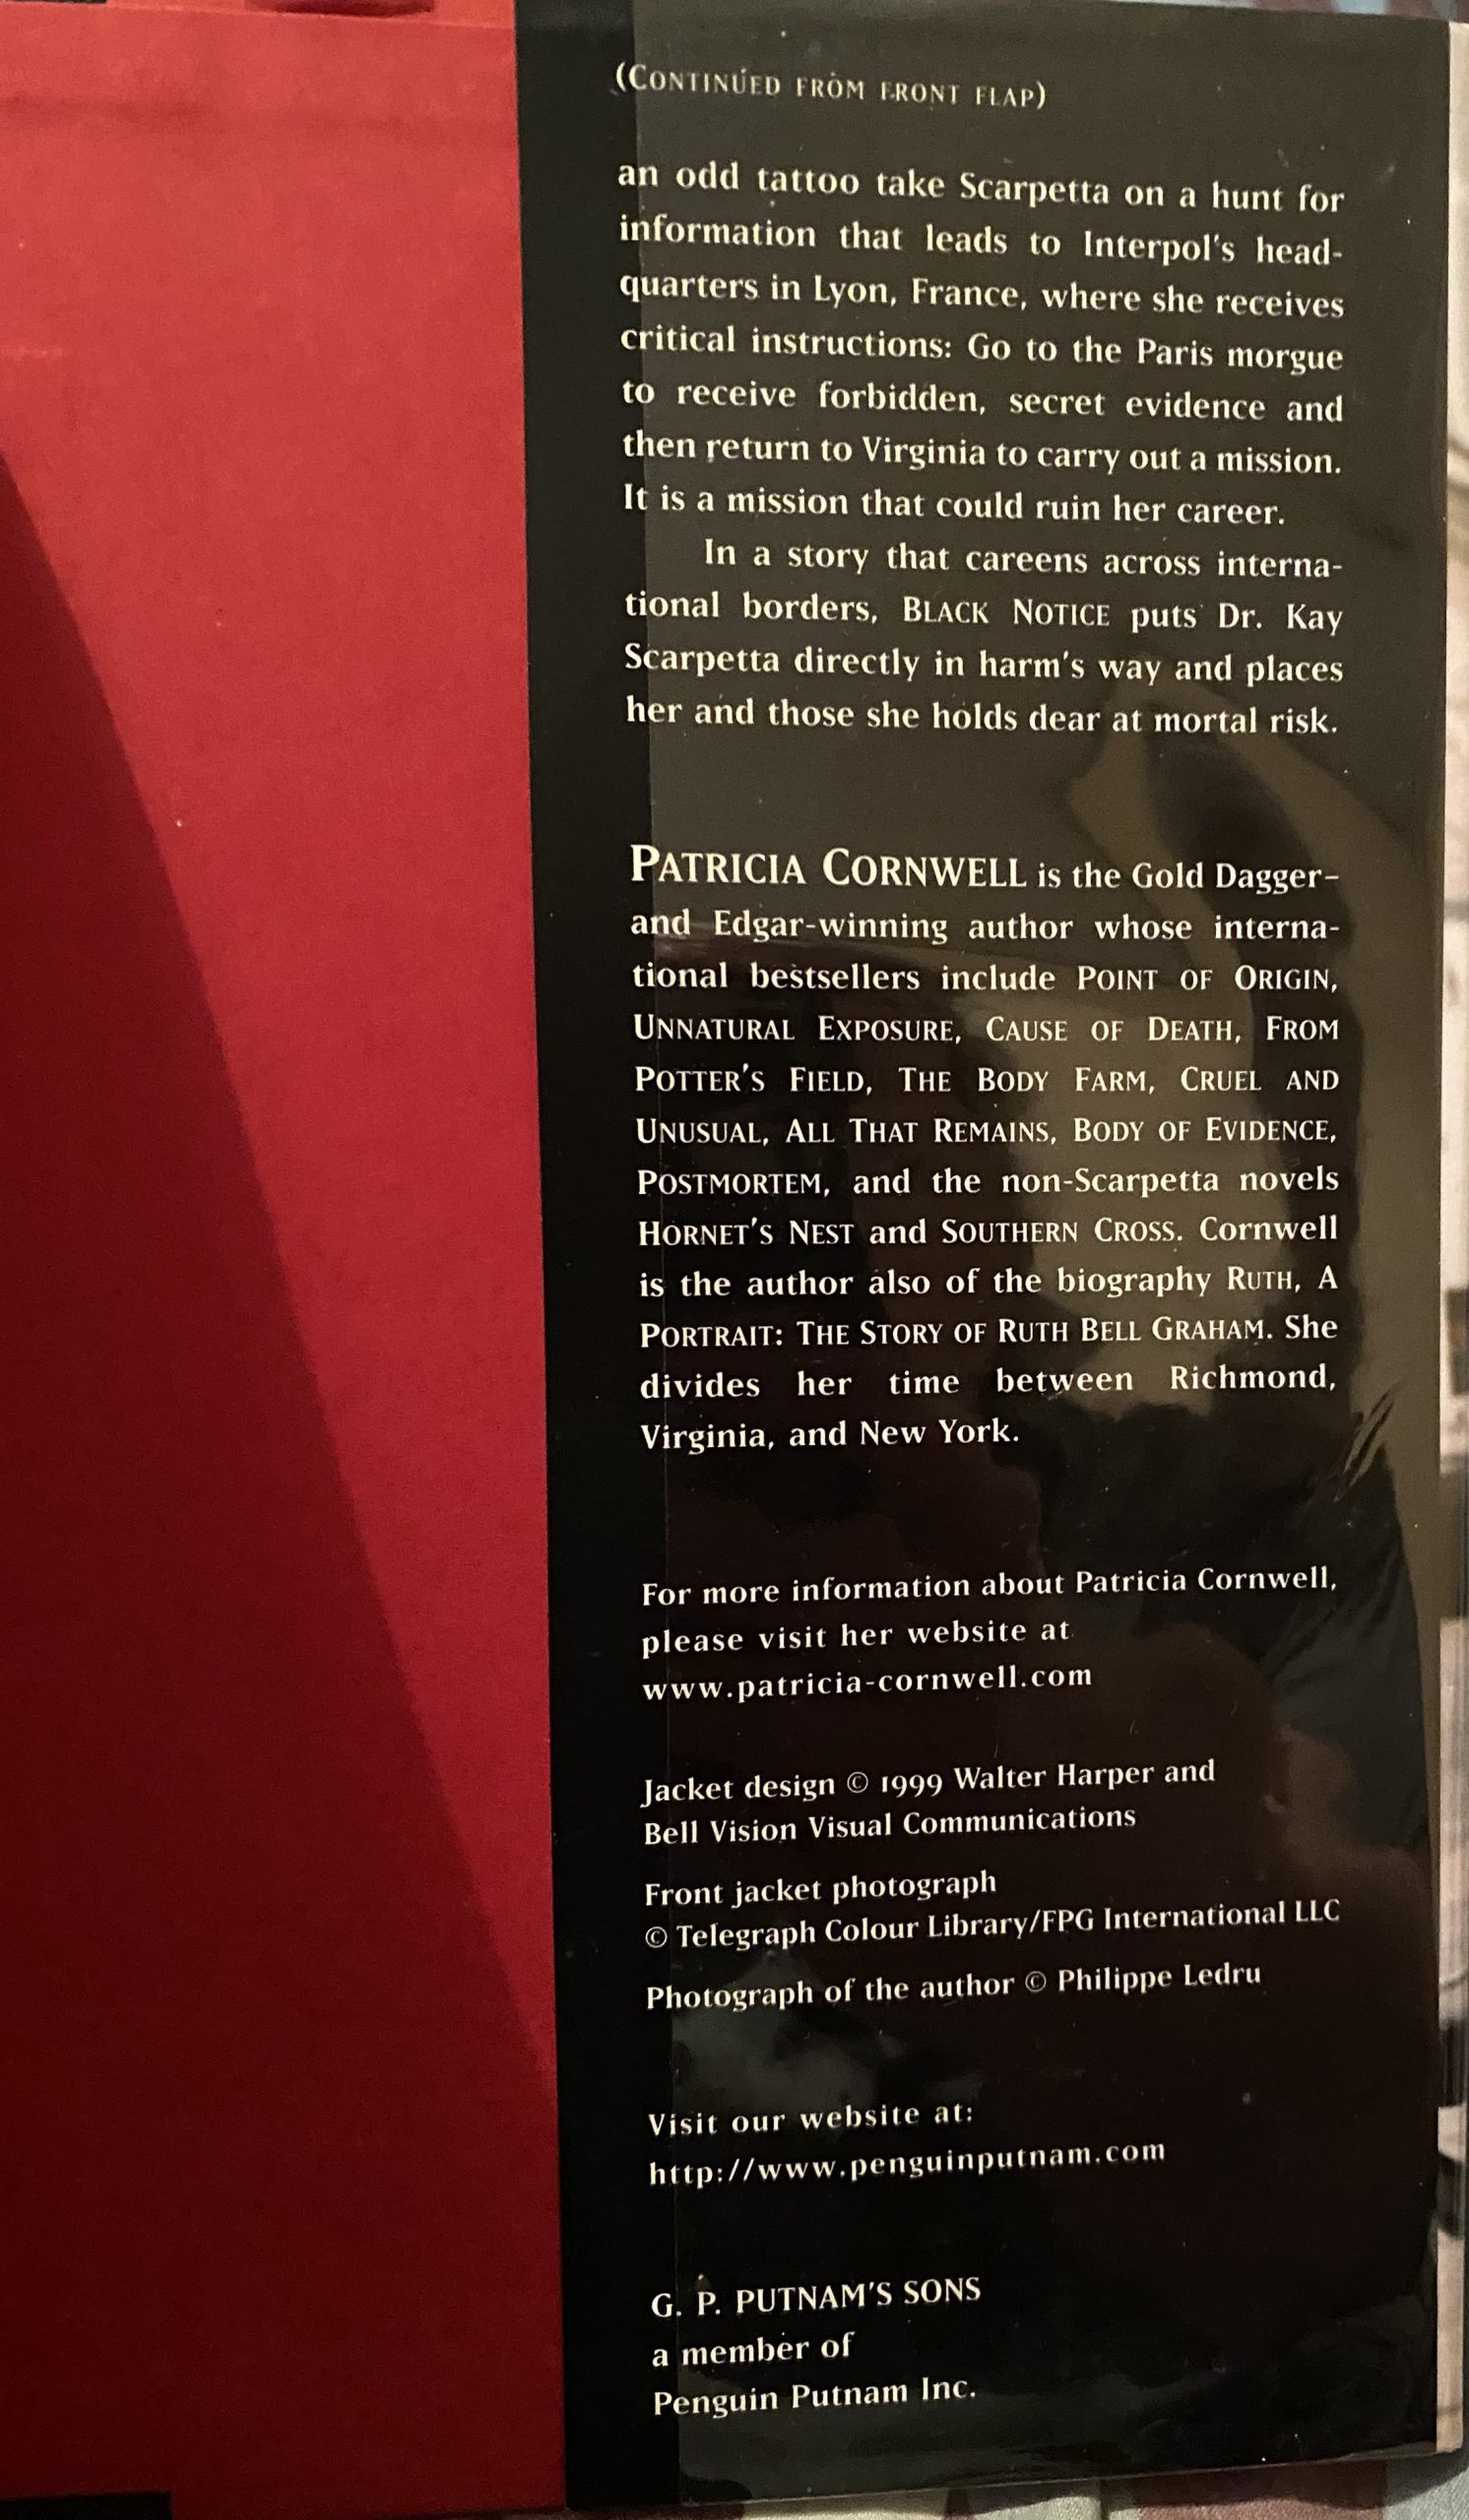 (CONTINUED FROM FRONT FLAP)
an odd tattoo take Scarpetta on a hunt for
information that leads to Interpol's head-
quarters in Lyon, France, where she receives
critical instructions: Go to the Paris morgue
to receive forbidden, secret evidence and
then return to Virginia to carry out a mission.
It is a mission that could ruin her career.
In a story that careens across interna-
tional borders, BLACK NOTICE puts Dr. Kay
Scarpetta directly in harm's way and places
her and those she holds dear at mortal risk.
PATRICIA CORNWELL is the Gold Dagger–
and Edgar-winning author whose interna-
tional bestsellers include POINT OF ORIGIN,
UNNATURAL EXPOSURE, CAUSE OF DEATH, FROM
POTTER'S FIELD, THE BODY FARM, CRUEL AND
UNUSUAL, ALL THAT REMAINS, BODY OF EVIDENCE,
POSTMORTEM, and the non-Scarpetta novels
HORNET'S NEST and SOUTHERN CROSS. Cornwell
is the author also of the biography RUTH, A
PORTRAIT: THE STORY OF RUTH BELL GRAHAM. She
divides her time between Richmond,
Virginia, and New York.
For more information about Patricia Cornwell,
please visit her website at
www.patricia-cornwell.com
Jacket design © 1999 Walter Harper and
Bell Vision Visual Communications
Front jacket photograph
© Telegraph Colour Library/FPG International LLC
Photograph of the author © Philippe Ledru
Visit our website at:
http://www.penguinputnam.com
G. P. PUTNAM'S SONS
a member of
Penguin Putnam Inc.